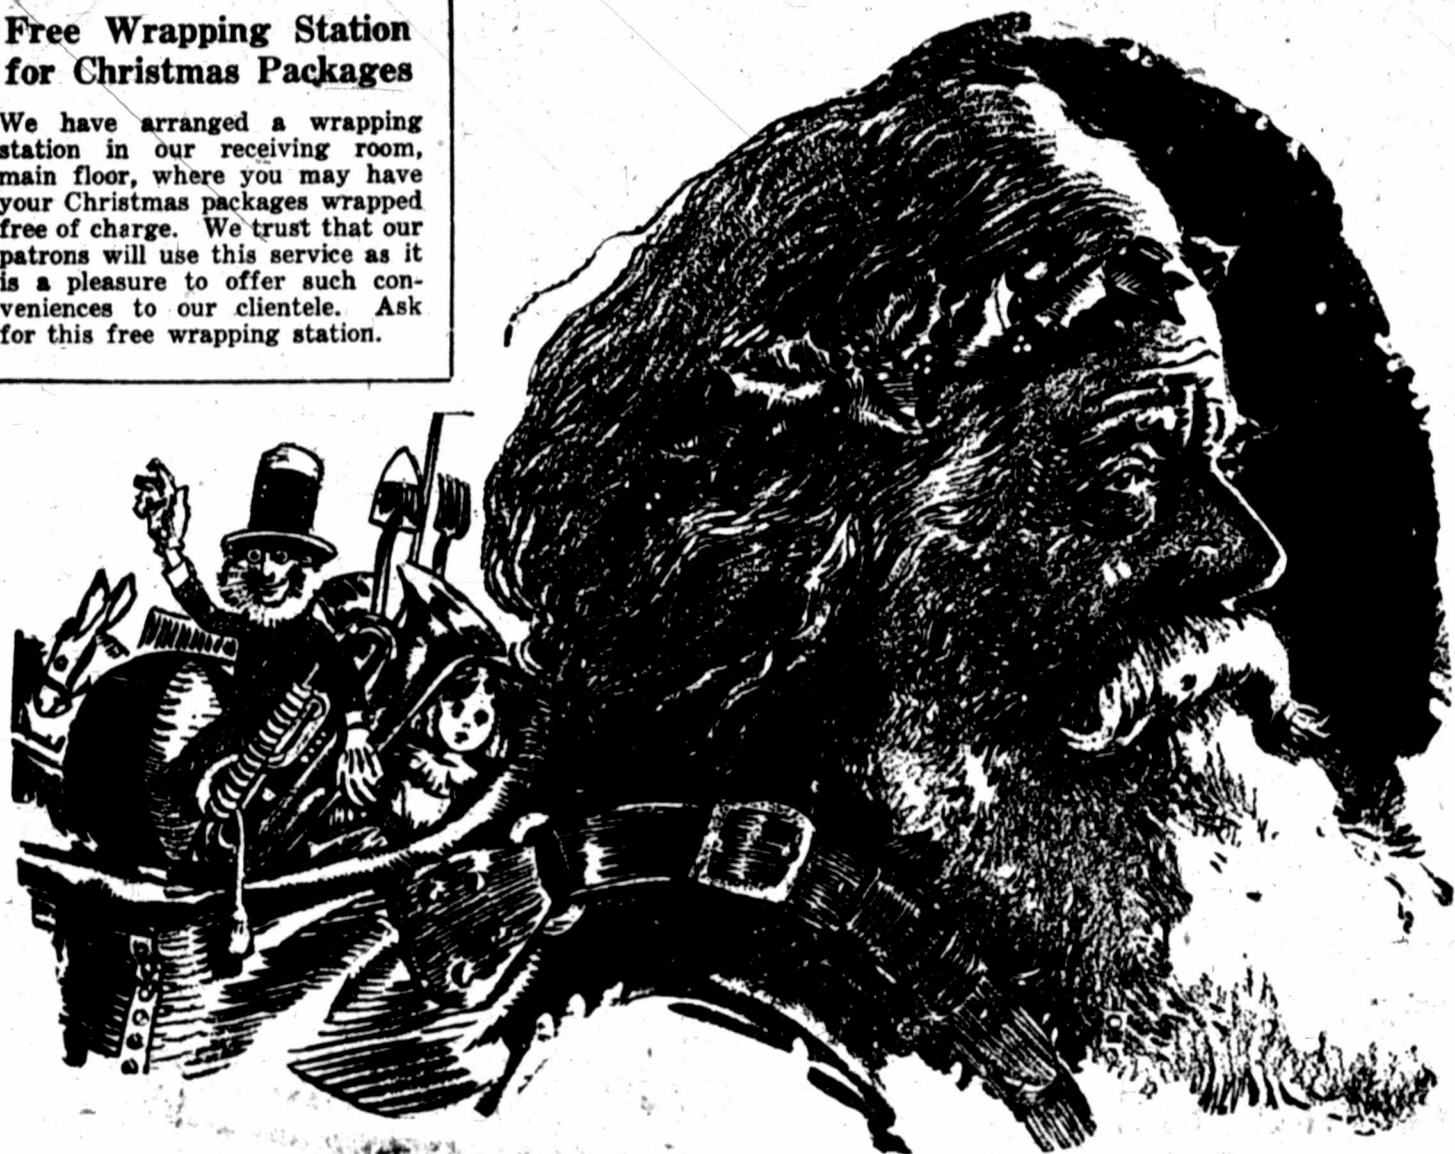 Free Wrapping Station
for Christmas Packages
We have arranged a wrapping
station in our receiving room,
main floor, where you may have
your Christmas packages wrapped
free of charge. We trust that our
patrons will use this service as it
is a pleasure to offer such con-
veniences to our clientele. Ask
for this free wrapping station.